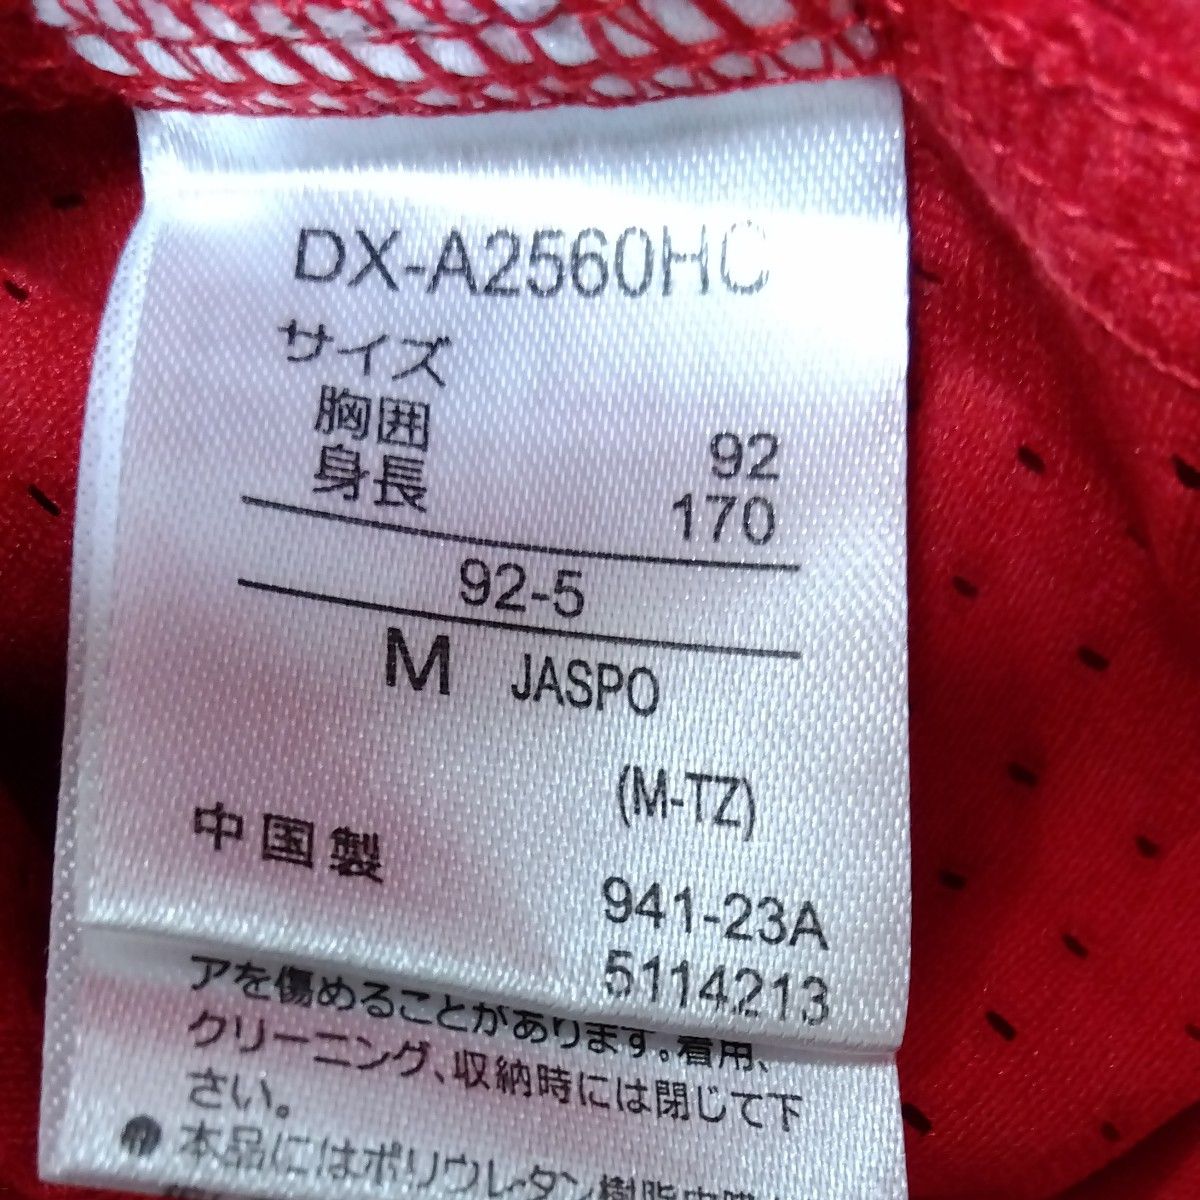 DX-A2560HC
サイズ
胸囲 92
身長 170
92-5
M JASPO
(M-TZ)
中国製
941-23A
5114213
アを傷めることがあります。着用、
クリーニング、収納時には閉じて下
さい。
● 本品にはポリウレタン樹脂